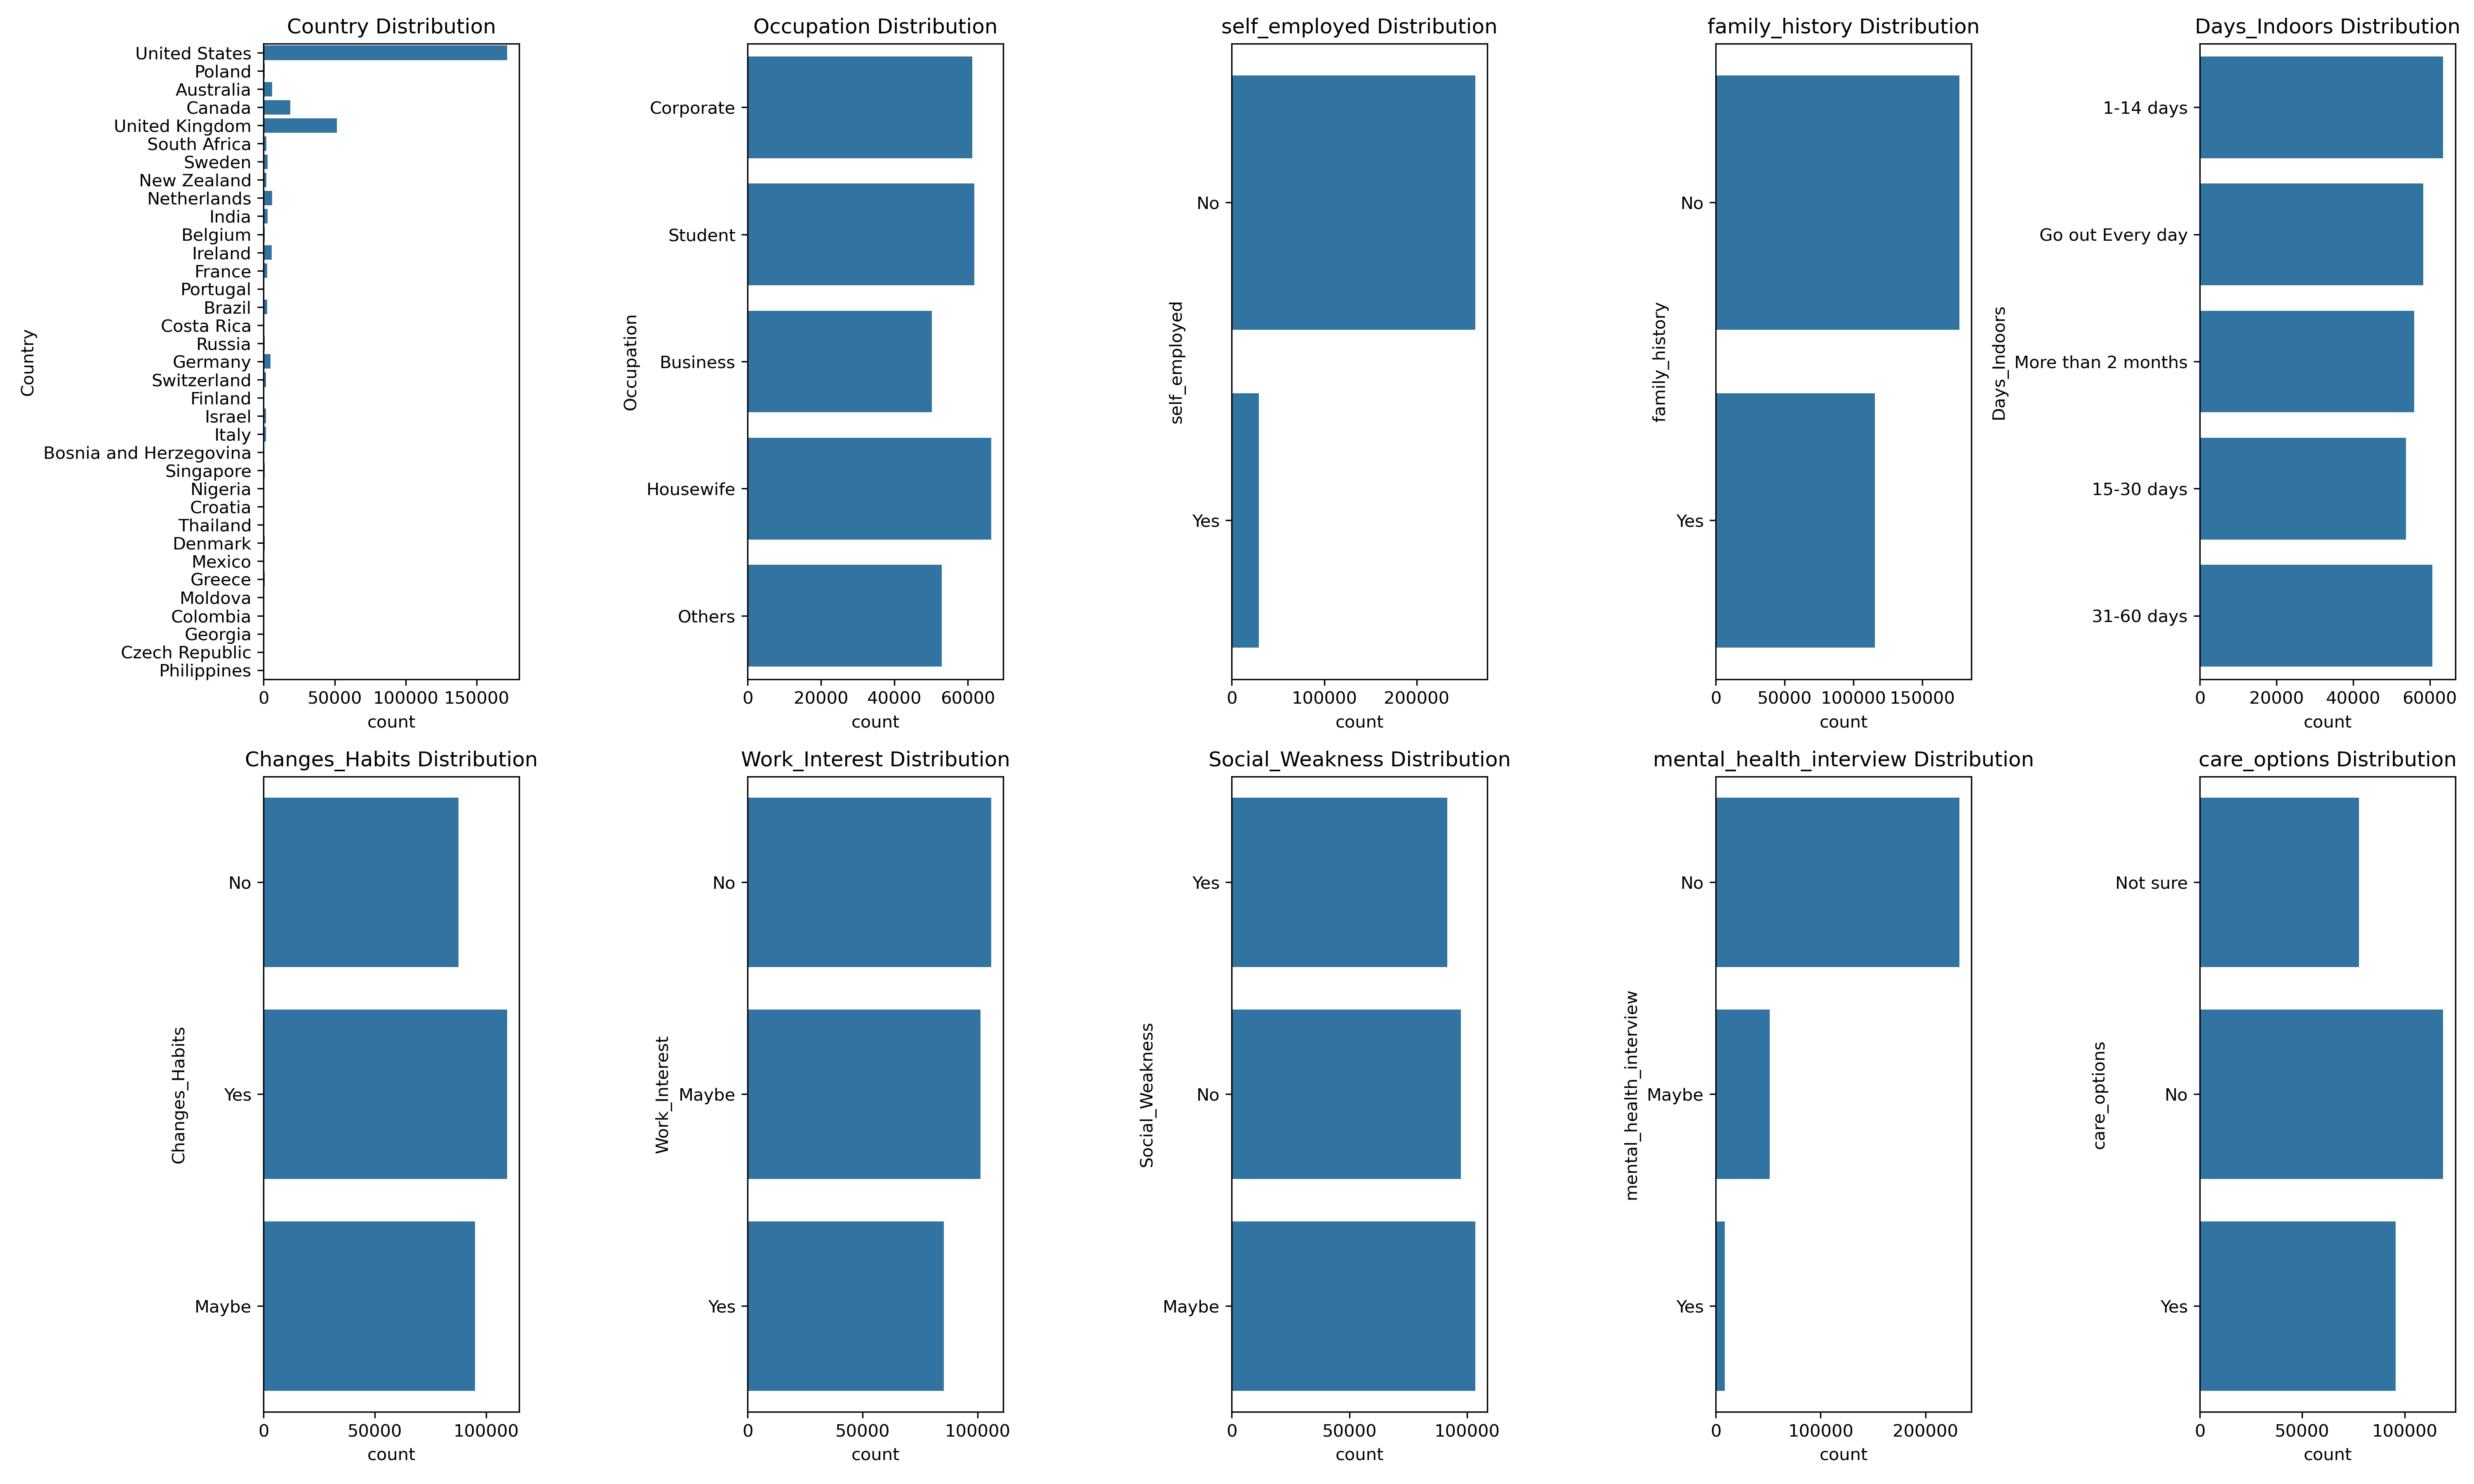 Country Distribution
Country
United States
Poland
Australia
Canada
United Kingdom
South Africa
Sweden
New Zealand
Netherlands
India
Belgium
Ireland
France
Portugal
Brazil
Costa Rica
Russia
Germany
Switzerland
Finland
Israel
Italy
Bosnia and Herzegovina
Singapore
Nigeria
Croatia
Thailand
Denmark
Mexico
Greece
Moldova
Colombia
Georgia
Czech Republic
Philippines
0 50000 100000 150000
count
Occupation Distribution
Occupation
Corporate
Student
Business
Housewife
Others
0 20000 40000 60000
count
self_employed Distribution
self_employed
No
Yes
0 100000 200000
count
family_history Distribution
family_history
No
Yes
0 50000 100000 150000
count
Days_Indoors Distribution
Days_Indoors
1-14 days
Go out Every day
More than 2 months
15-30 days
31-60 days
0 20000 40000 60000
count
Changes_Habits Distribution
Changes_Habits
No
Yes
Maybe
0 50000 100000
count
Work_Interest Distribution
Work_Interest
No
Maybe
Yes
0 50000 100000
count
Social_Weakness Distribution
Social_Weakness
Yes
No
Maybe
0 50000 100000
count
mental_health_interview Distribution
mental_health_interview
No
Maybe
Yes
0 100000 200000
count
care_options Distribution
care_options
Not sure
No
Yes
0 50000 100000
count